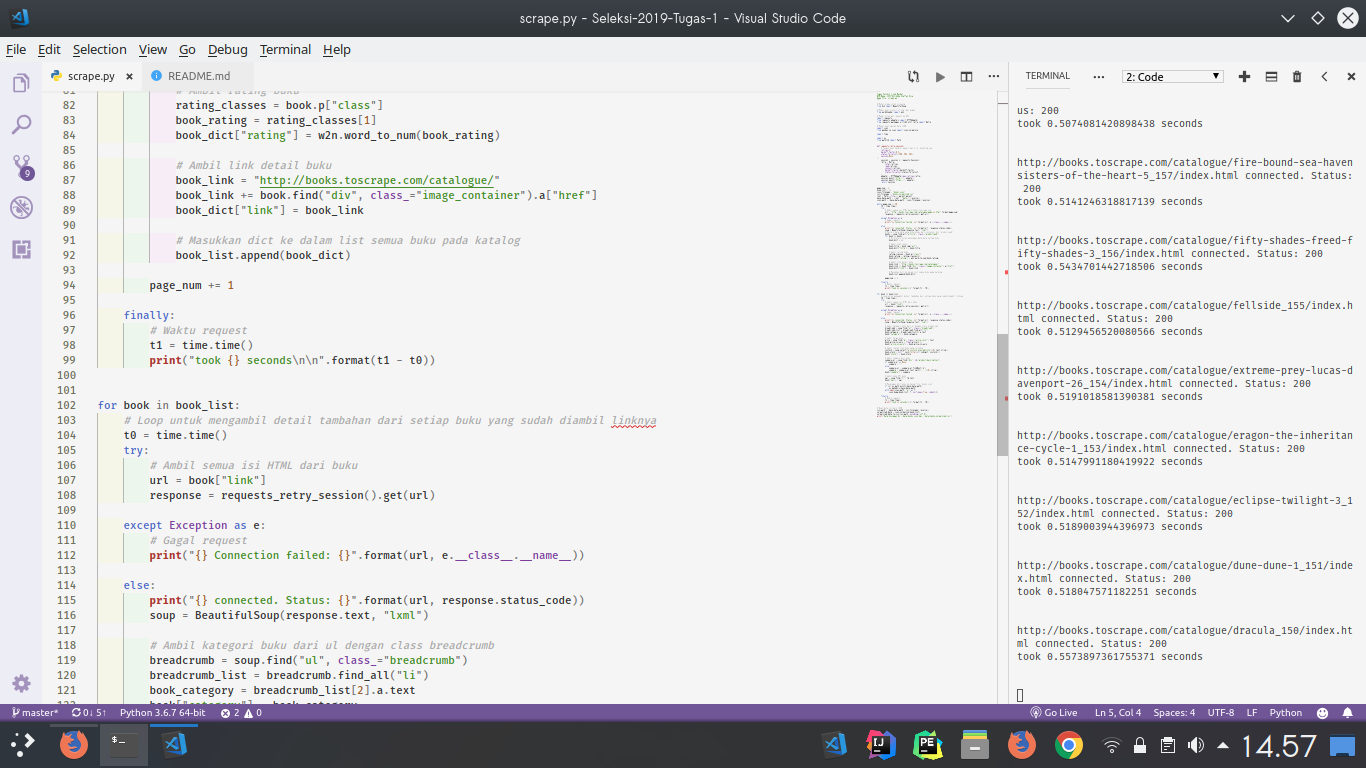 scrape.py - Seleksi-2019-Tugas-1 - Visual Studio Code
File Edit Selection View Go Debug Terminal Help
scrape.py README.md
81 # Ambil rating buku
82 rating_classes = book.p["class"]
83 book_rating = rating_classes[1]
84 book_dict["rating"] = w2n.word_to_num(book_rating)
85
86 # Ambil link detail buku
87 book_link = "http://books.toscrape.com/catalogue/"
88 book_link += book.find("div", class_="image_container").a["href"]
89 book_dict["link"] = book_link
90
91 # Masukkan dict ke dalam list semua buku pada katalog
92 book_list.append(book_dict)
93
94 page_num += 1
95
96 finally:
97 # Waktu request
98 t1 = time.time()
99 print("took {} seconds\n\n".format(t1 - t0))
100
101
102 for book in book_list:
103 # Loop untuk mengambil detail tambahan dari setiap buku yang sudah diambil linknya
104 t0 = time.time()
105 try:
106 # Ambil semua isi HTML dari buku
107 url = book["link"]
108 response = requests_retry_session().get(url)
109
110 except Exception as e:
111 # Gagal request
112 print("{} Connection failed: {}".format(url, e.__class__.__name__))
113
114 else:
115 print("{} connected. Status: {}".format(url, response.status_code))
116 soup = BeautifulSoup(response.text, "lxml")
117
118 # Ambil kategori buku dari ul dengan class breadcrumb
119 breadcrumb = soup.find("ul", class_="breadcrumb")
120 breadcrumb_list = breadcrumb.find_all("li")
121 book_category = breadcrumb_list[2].a.text
TERMINAL ... 2: Code
us: 200
took 0.5074081420898438 seconds
http://books.toscrape.com/catalogue/fire-bound-sea-haven
sisters-of-the-heart-5_157/index.html connected. Status:
200
took 0.5141246318817139 seconds
http://books.toscrape.com/catalogue/fifty-shades-freed-f
ifty-shades-3_156/index.html connected. Status: 200
took 0.5434701442718506 seconds
http://books.toscrape.com/catalogue/fellside_155/index.h
tml connected. Status: 200
took 0.5129456520080566 seconds
http://books.toscrape.com/catalogue/extreme-prey-lucas-d
avenport-26_154/index.html connected. Status: 200
took 0.5191018581390381 seconds
http://books.toscrape.com/catalogue/eragon-the-inheritan
ce-cycle-1_153/index.html connected. Status: 200
took 0.5147991180419922 seconds
http://books.toscrape.com/catalogue/eclipse-twilight-3_1
52/index.html connected. Status: 200
took 0.5189003944396973 seconds
http://books.toscrape.com/catalogue/dune-dune-1_151/inde
x.html connected. Status: 200
took 0.518047571182251 seconds
http://books.toscrape.com/catalogue/dracula_150/index.ht
ml connected. Status: 200
took 0.5573897361755371 seconds
9
master* 0↓ 5↑ Python 3.6.7 64-bit 2 0 Go Live Ln 5, Col 4 Spaces: 4 UTF-8 LF Python
14.57